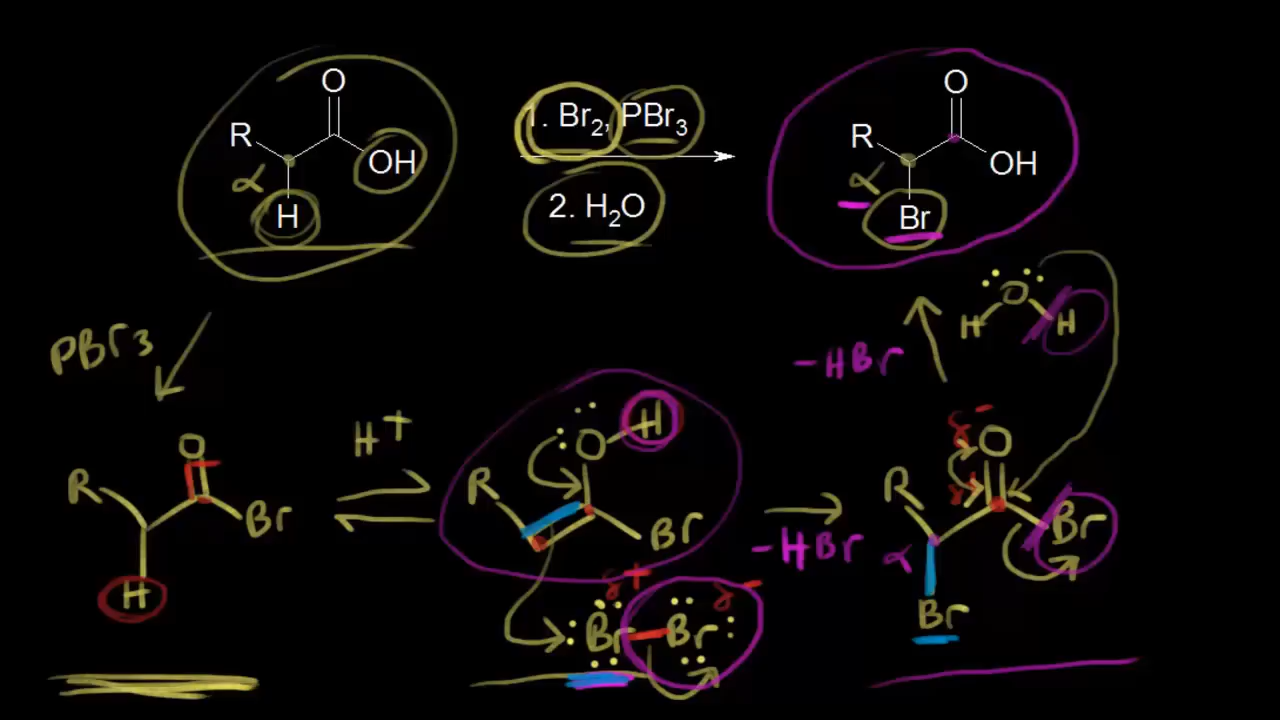 O
R
OH
α
H
1. Br2, PBr3
2. H2O
O
R
OH
α
Br
PBr3
O
R
Br
H
H+
O
H
R
Br
δ+
δ-
Br
Br
-HBr
O
H
H
-HBr
δ-
O
δ+
R
Br
α
Br